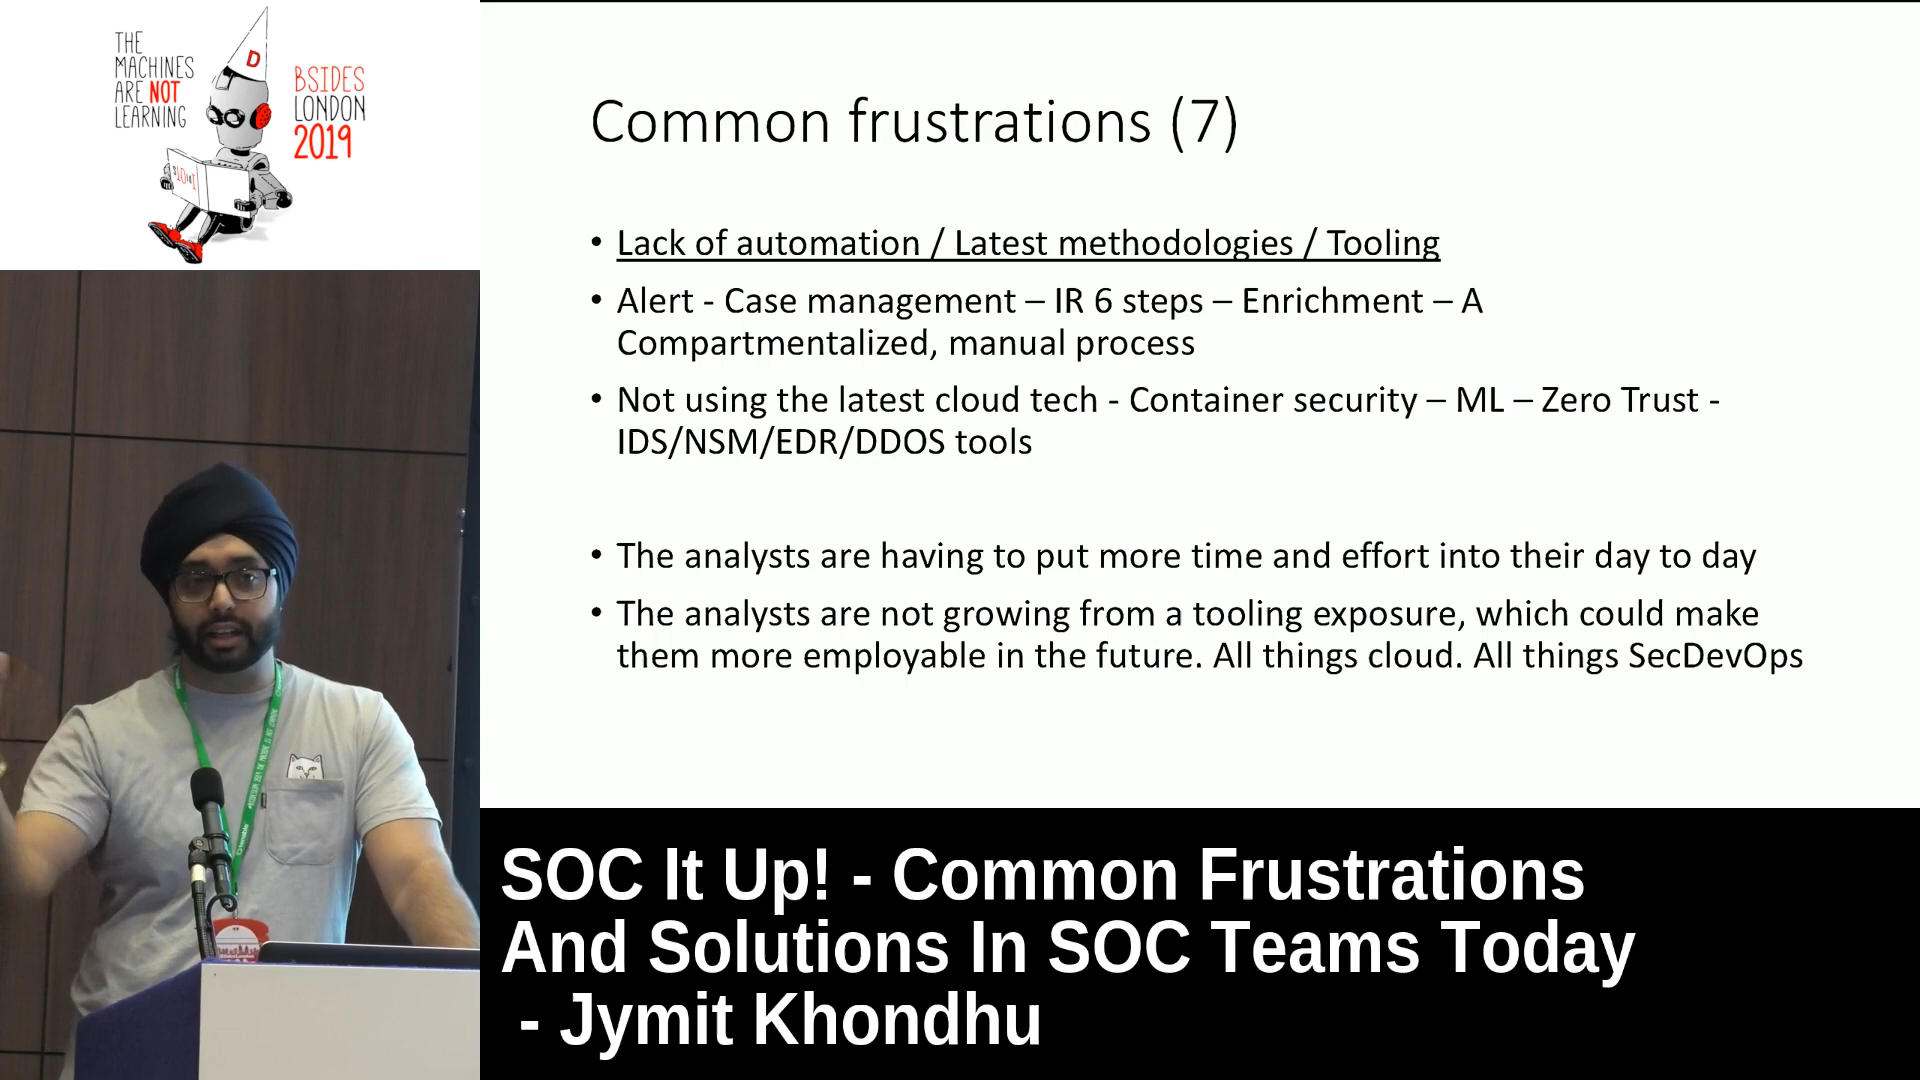 THE
MACHINES
ARE NOT
LEARNING
D
BSIDES
LONDON
2019
Common frustrations (7)
• Lack of automation / Latest methodologies / Tooling
• Alert - Case management – IR 6 steps – Enrichment – A
Compartmentalized, manual process
• Not using the latest cloud tech - Container security – ML – Zero Trust -
IDS/NSM/EDR/DDOS tools
• The analysts are having to put more time and effort into their day to day
• The analysts are not growing from a tooling exposure, which could make
them more employable in the future. All things cloud. All things SecDevOps
SOC It Up! - Common Frustrations
And Solutions In SOC Teams Today
- Jymit Khondhu